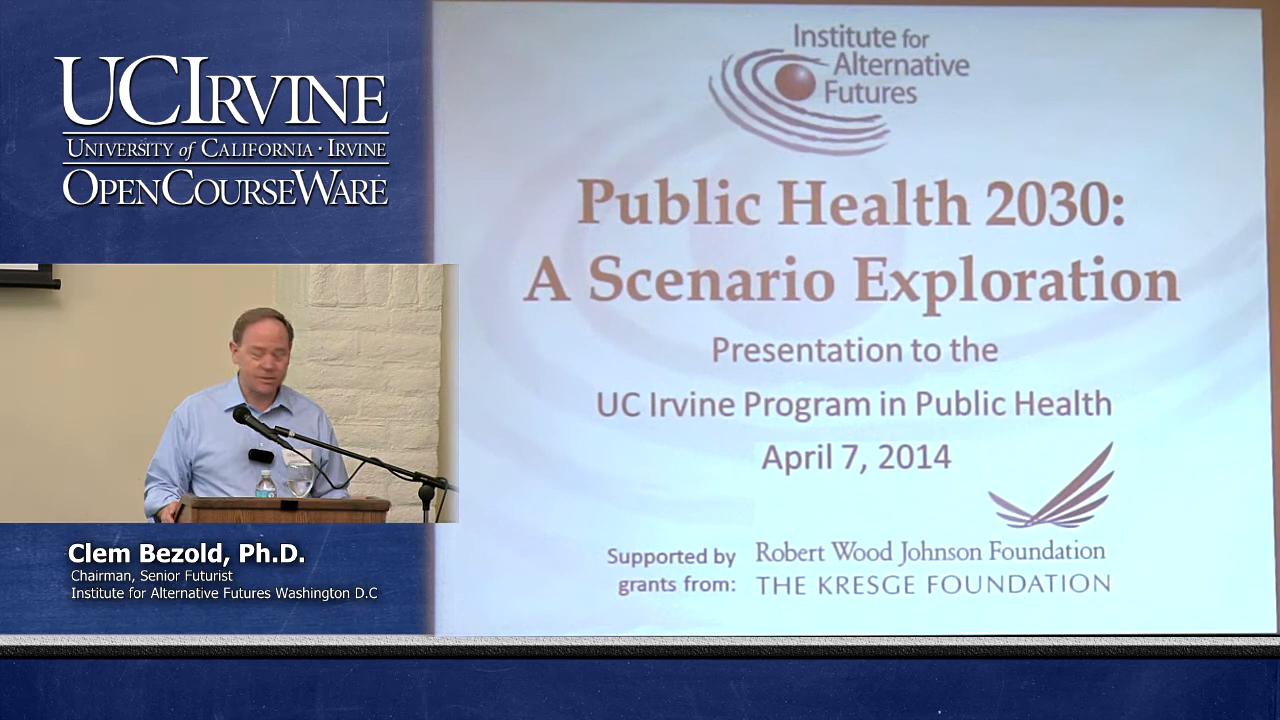 UCIRVINE
UNIVERSITY of CALIFORNIA · IRVINE
OPENCOURSEWARE
Institute for
Alternative
Futures
Public Health 2030:
A Scenario Exploration
Presentation to the
UC Irvine Program in Public Health
April 7, 2014
Supported by
grants from:
Robert Wood Johnson Foundation
THE KRESGE FOUNDATION
Clem Bezold, Ph.D.
Chairman, Senior Futurist
Institute for Alternative Futures Washington D.C